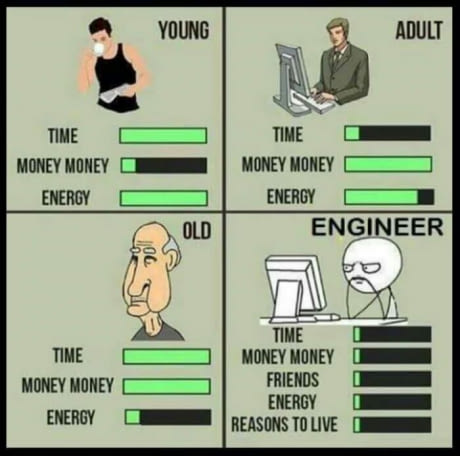 YOUNG
TIME
MONEY MONEY
ENERGY
ADULT
TIME
MONEY MONEY
ENERGY
OLD
TIME
MONEY MONEY
ENERGY
ENGINEER
TIME
MONEY MONEY
FRIENDS
ENERGY
REASONS TO LIVE